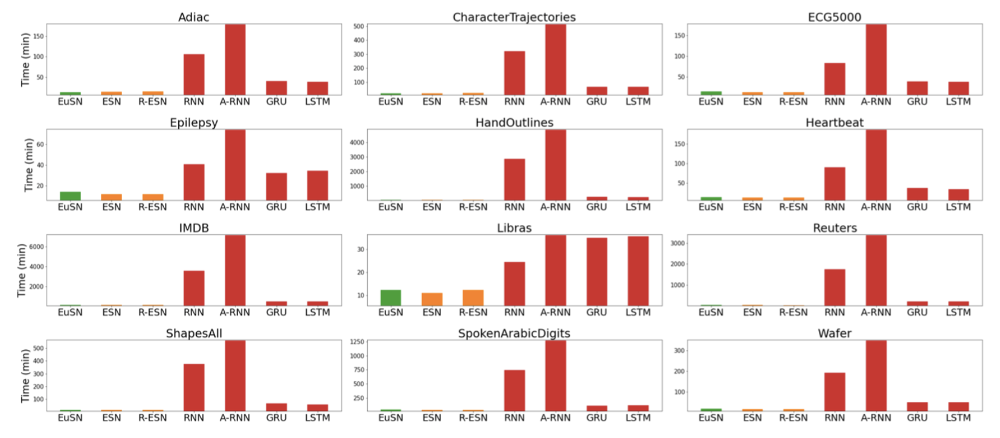 Adiac
Time (min)
150
100
50
EuSN ESN R-ESN RNN A-RNN GRU LSTM
CharacterTrajectories
500
400
300
200
100
EuSN ESN R-ESN RNN A-RNN GRU LSTM
ECG5000
150
100
50
EuSN ESN R-ESN RNN A-RNN GRU LSTM
Epilepsy
Time (min)
60
40
20
EuSN ESN R-ESN RNN A-RNN GRU LSTM
HandOutlines
4000
3000
2000
1000
EuSN ESN R-ESN RNN A-RNN GRU LSTM
Heartbeat
150
100
50
EuSN ESN R-ESN RNN A-RNN GRU LSTM
IMDB
Time (min)
6000
4000
2000
EuSN ESN R-ESN RNN A-RNN GRU LSTM
Libras
30
20
10
EuSN ESN R-ESN RNN A-RNN GRU LSTM
Reuters
3000
2000
1000
EuSN ESN R-ESN RNN A-RNN GRU LSTM
ShapesAll
Time (min)
500
400
300
200
100
EuSN ESN R-ESN RNN A-RNN GRU LSTM
SpokenArabicDigits
1250
1000
750
500
250
EuSN ESN R-ESN RNN A-RNN GRU LSTM
Wafer
300
200
100
EuSN ESN R-ESN RNN A-RNN GRU LSTM